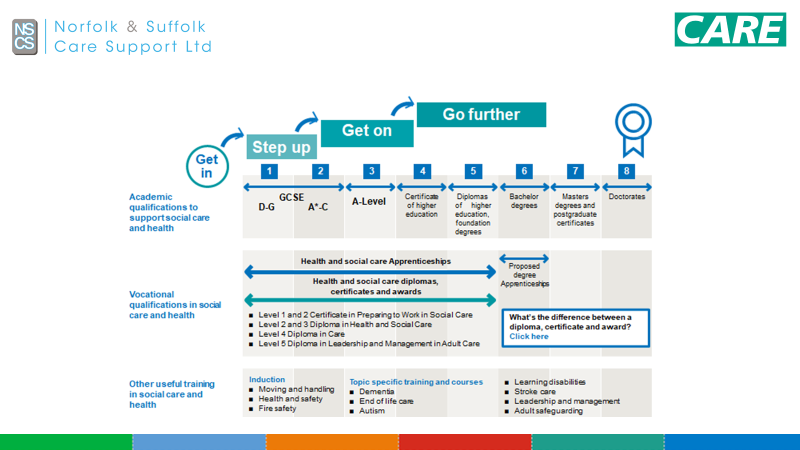 NS
CS
Norfolk & Suffolk
Care Support Ltd
CARE
Get
in
Step up
Get on
Go further
1
2
3
4
5
6
7
8
Academic
qualifications to
support social care
and health
GCSE
D-G
A*-C
A-Level
Certificate
of higher
education
Diplomas
of higher
education,
foundation
degrees
Bachelor
degrees
Masters
degrees and
postgraduate
certificates
Doctorates
Vocational
qualifications in social
care and health
Health and social care Apprenticeships
Health and social care diplomas,
certificates and awards
Proposed
degree
Apprenticeships
■ Level 1 and 2 Certificate in Preparing to Work in Social Care
■ Level 2 and 3 Diploma in Health and Social Care
■ Level 4 Diploma in Care
■ Level 5 Diploma in Leadership and Management in Adult Care
What's the difference between a
diploma, certificate and award?
Click here
Other useful training
in social care and
health
Induction
■ Moving and handling
■ Health and safety
■ Fire safety
Topic specific training and courses
■ Dementia
■ End of life care
■ Autism
■ Learning disabilities
■ Stroke care
■ Leadership and management
■ Adult safeguarding